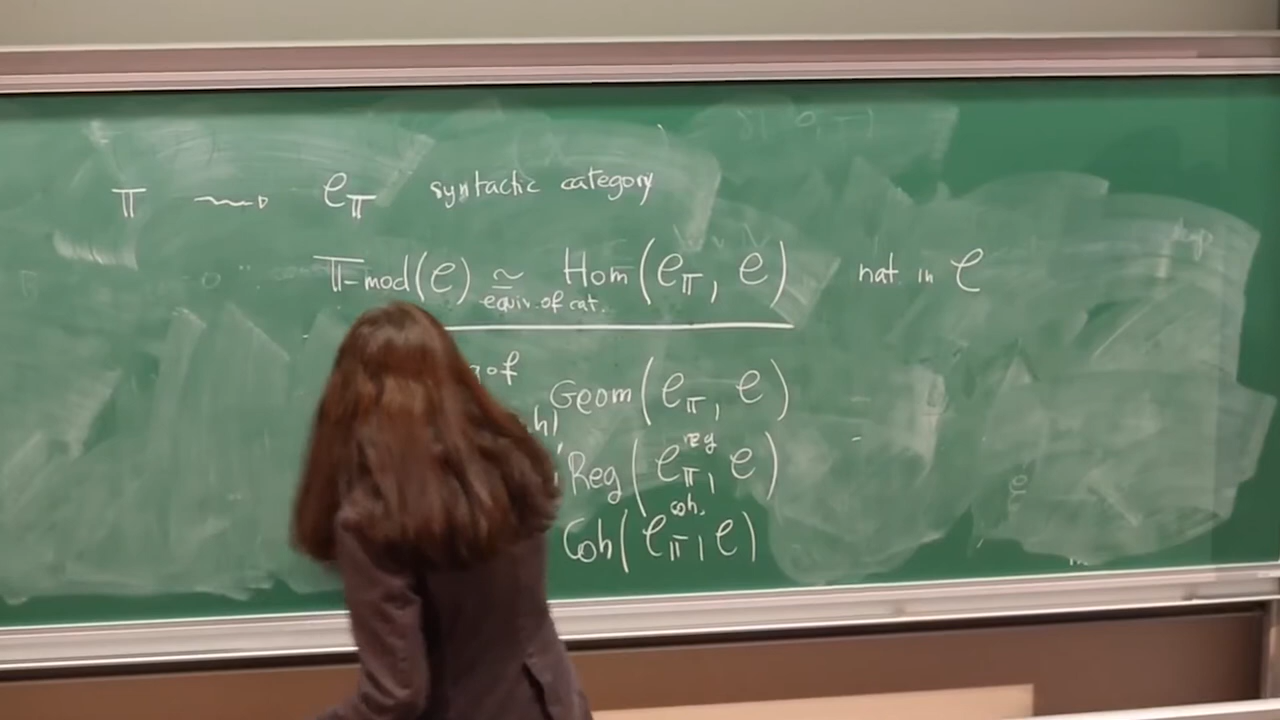 𝕋 ⇝ 𝒞_𝕋 syntactic category
𝕋-mod(𝒞) ≃ Hom(𝒞_𝕋, 𝒞) nat. in 𝒞
equiv. of cat.
of Geom(𝒞_𝕋, 𝒞)
Reg(𝒞_𝕋^reg, 𝒞)
Coh(𝒞_𝕋^coh., 𝒞)